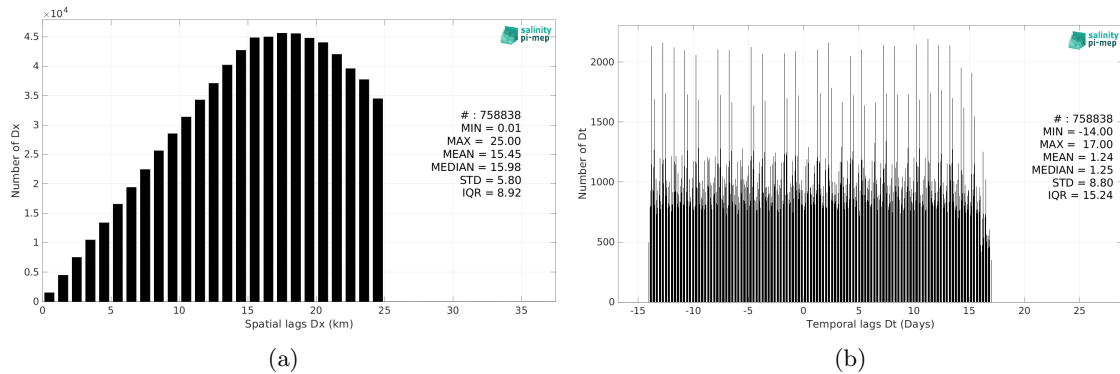 ×10⁴
4.5
4
3.5
3
2.5
2
1.5
1
0.5
0
Number of Dx
0 5 10 15 20 25 30 35
Spatial lags Dx (km)
salinity
pi-mep
# : 758838
MIN = 0.01
MAX = 25.00
MEAN = 15.45
MEDIAN = 15.98
STD = 5.80
IQR = 8.92
(a)
2000
1500
1000
500
0
Number of Dt
-15 -10 -5 0 5 10 15 20 25
Temporal lags Dt (Days)
salinity
pi-mep
# : 758838
MIN = -14.00
MAX = 17.00
MEAN = 1.24
MEDIAN = 1.25
STD = 8.80
IQR = 15.24
(b)